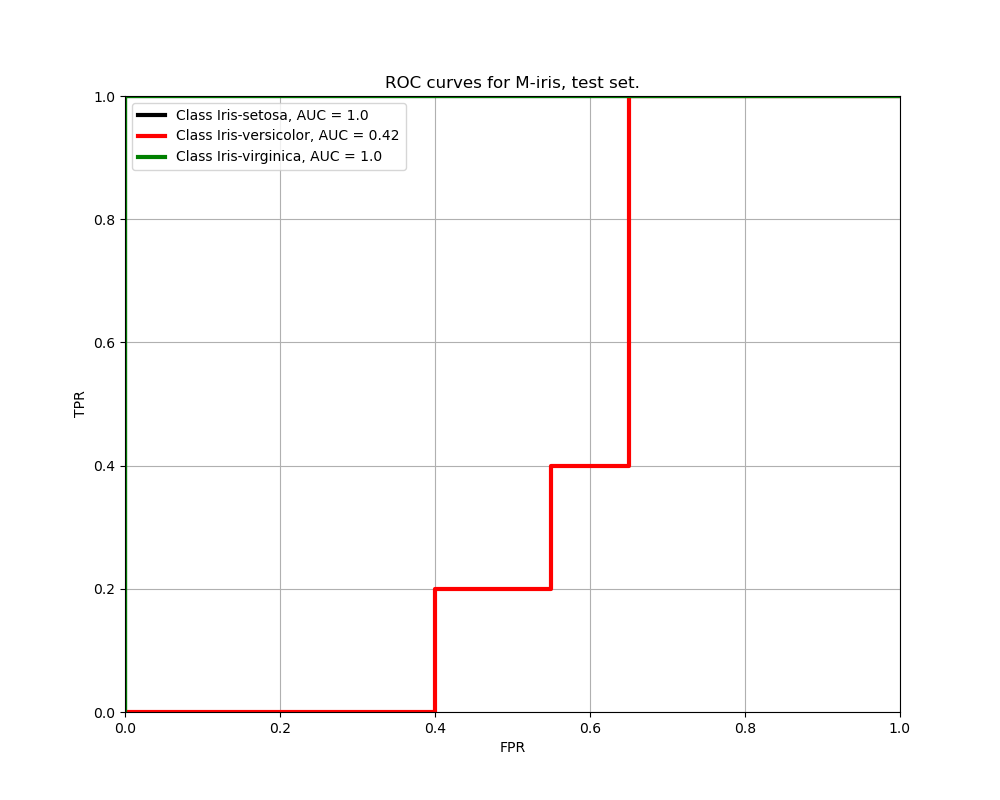 ROC curves for M-iris, test set.
Class Iris-setosa, AUC = 1.0
Class Iris-versicolor, AUC = 0.42
Class Iris-virginica, AUC = 1.0
1.0
0.8
0.6
0.4
0.2
0.0
TPR
0.0 0.2 0.4 0.6 0.8 1.0
FPR